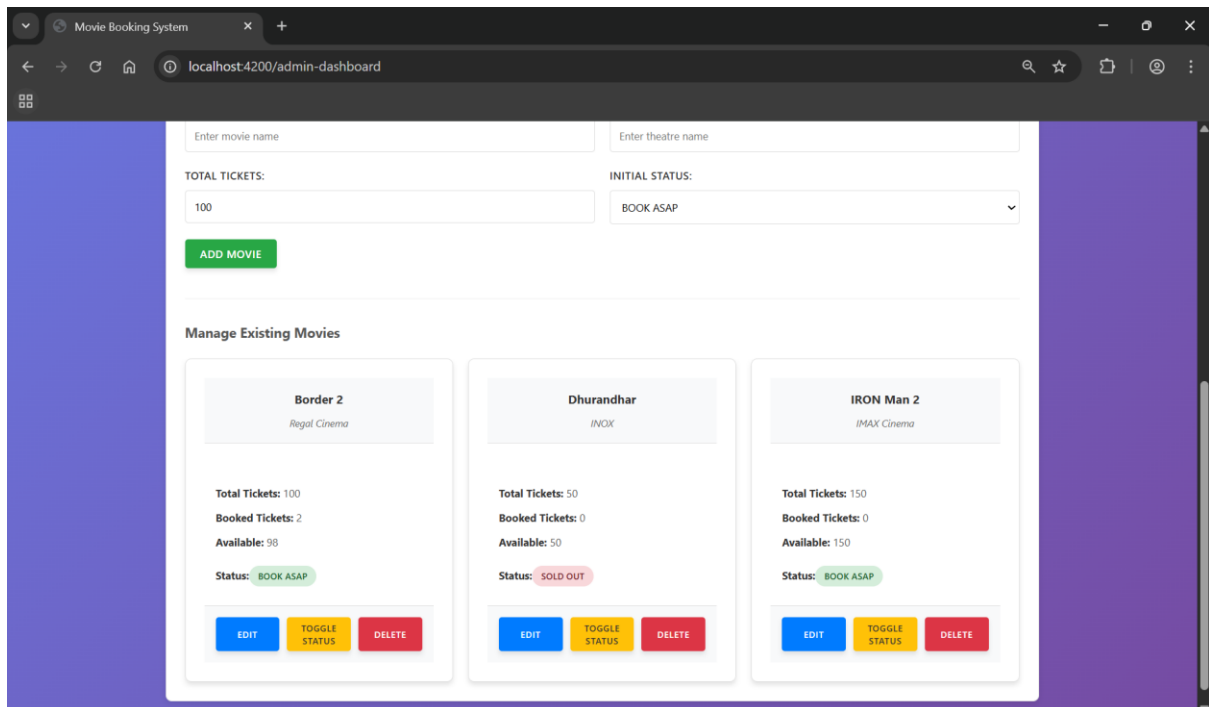 Movie Booking System
localhost:4200/admin-dashboard
Enter movie name
Enter theatre name
TOTAL TICKETS:
INITIAL STATUS:
100
BOOK ASAP
ADD MOVIE
Manage Existing Movies
Border 2
Regal Cinema
Total Tickets: 100
Booked Tickets: 2
Available: 98
Status: BOOK ASAP
EDIT
TOGGLE
STATUS
DELETE
Dhurandhar
INOX
Total Tickets: 50
Booked Tickets: 0
Available: 50
Status: SOLD OUT
EDIT
TOGGLE
STATUS
DELETE
IRON Man 2
IMAX Cinema
Total Tickets: 150
Booked Tickets: 0
Available: 150
Status: BOOK ASAP
EDIT
TOGGLE
STATUS
DELETE